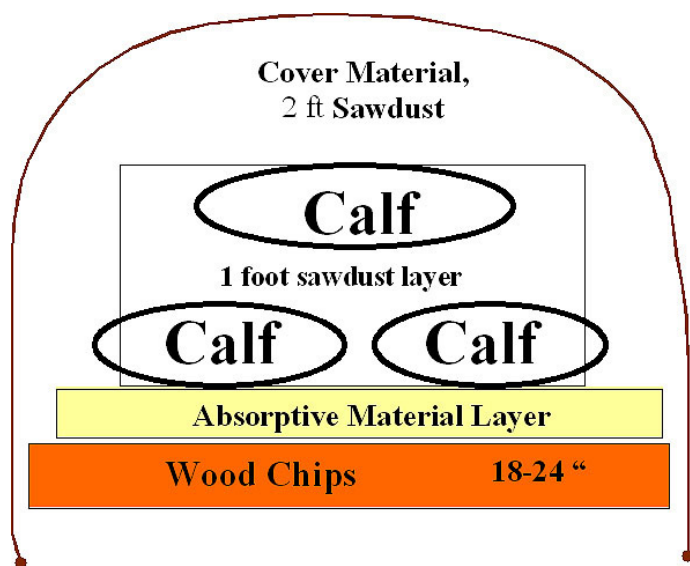 Cover Material,
2 ft Sawdust
Calf
1 foot sawdust layer
Calf Calf
Absorptive Material Layer
Wood Chips 18-24 “